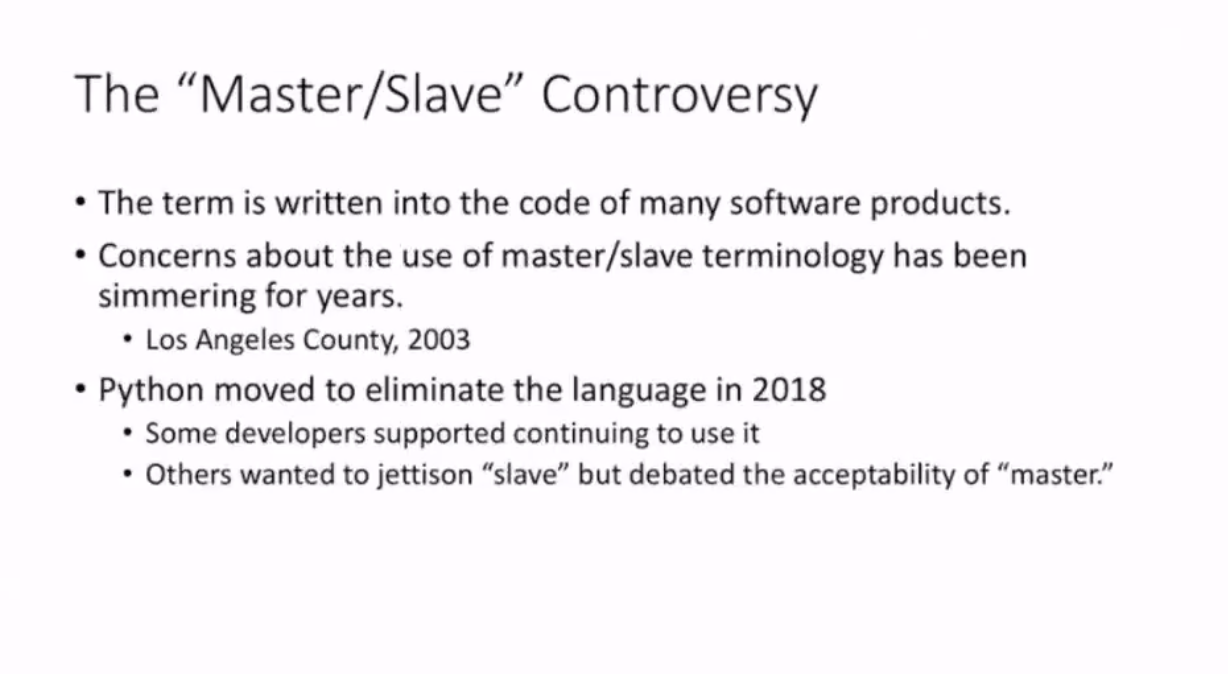 The “Master/Slave” Controversy
• The term is written into the code of many software products.
• Concerns about the use of master/slave terminology has been
simmering for years.
• Los Angeles County, 2003
• Python moved to eliminate the language in 2018
• Some developers supported continuing to use it
• Others wanted to jettison “slave” but debated the acceptability of “master.”